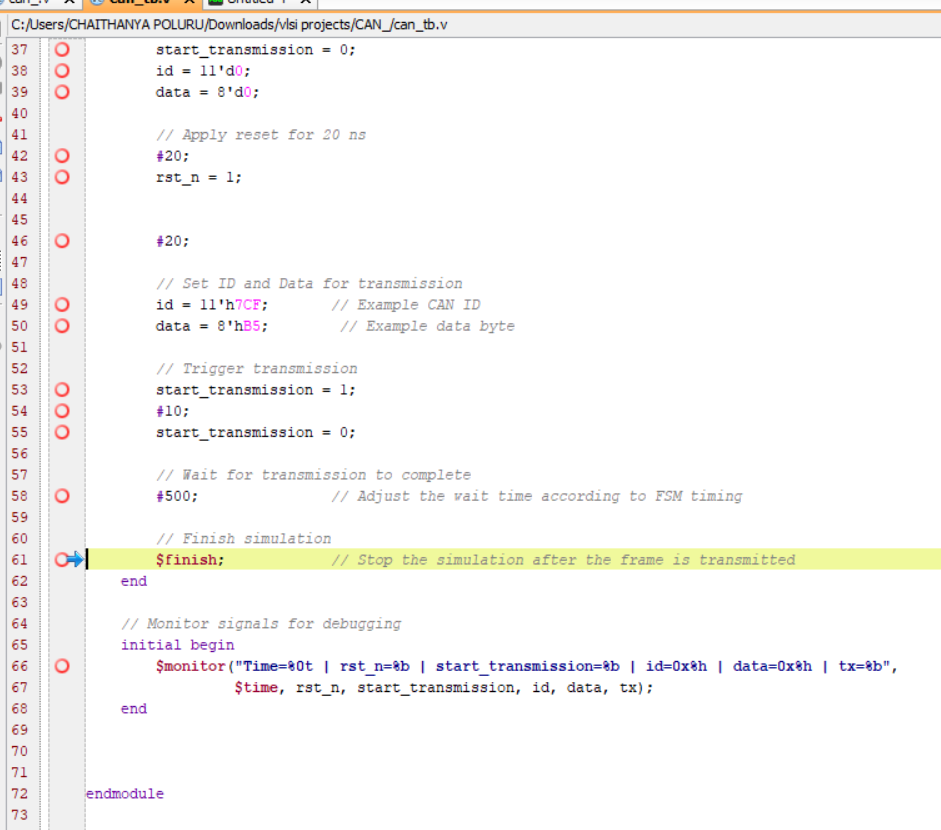 can_tb.v
Untitled
C:/Users/CHAITHANYA POLURU/Downloads/vlsi projects/CAN_/can_tb.v
37 start_transmission = 0;
38 id = 11'd0;
39 data = 8'd0;
40
41 // Apply reset for 20 ns
42 #20;
43 rst_n = 1;
44
45
46 #20;
47
48 // Set ID and Data for transmission
49 id = 11'h7CF; // Example CAN ID
50 data = 8'hB5; // Example data byte
51
52 // Trigger transmission
53 start_transmission = 1;
54 #10;
55 start_transmission = 0;
56
57 // Wait for transmission to complete
58 #500; // Adjust the wait time according to FSM timing
59
60 // Finish simulation
61 $finish; // Stop the simulation after the frame is transmitted
62 end
63
64 // Monitor signals for debugging
65 initial begin
66 $monitor("Time=%0t | rst_n=%b | start_transmission=%b | id=0x%h | data=0x%h | tx=%b",
67 $time, rst_n, start_transmission, id, data, tx);
68 end
69
70
71
72 endmodule
73